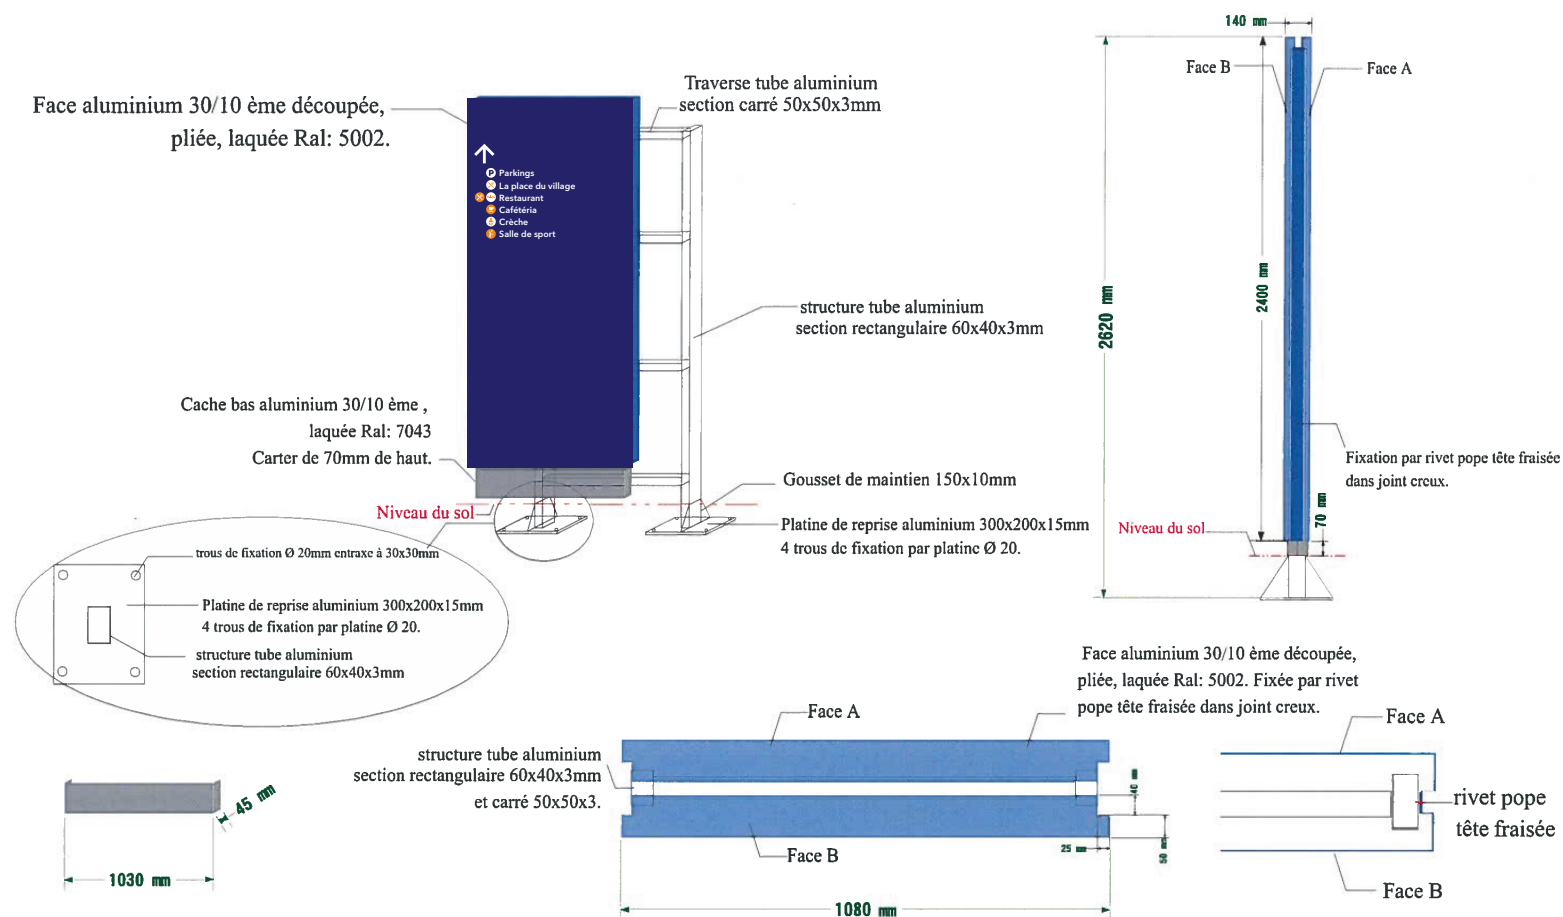 140 mm
Face B
Face A
Traverse tube aluminium
section carré 50x50x3mm
Face aluminium 30/10 ème découpée,
pliée, laquée Ral: 5002.
P Parkings
La place du village
Restaurant
Cafétéria
Crèche
Salle de sport
structure tube aluminium
section rectangulaire 60x40x3mm
2620 mm
2400 mm
Cache bas aluminium 30/10 ème ,
laquée Ral: 7043
Carter de 70mm de haut.
Fixation par rivet pope tête fraisée
dans joint creux.
Gousset de maintien 150x10mm
Niveau du sol
Platine de reprise aluminium 300x200x15mm
4 trous de fixation par platine Ø 20.
Niveau du sol
70 mm
trous de fixation Ø 20mm entraxe à 30x30mm
Platine de reprise aluminium 300x200x15mm
4 trous de fixation par platine Ø 20.
structure tube aluminium
section rectangulaire 60x40x3mm
Face aluminium 30/10 ème découpée,
pliée, laquée Ral: 5002. Fixée par rivet
pope tête fraisée dans joint creux.
Face A
Face A
structure tube aluminium
section rectangulaire 60x40x3mm
et carré 50x50x3.
40 mm
45 mm
rivet pope
tête fraisée
25 mm
50 mm
Face B
1030 mm
Face B
1080 mm